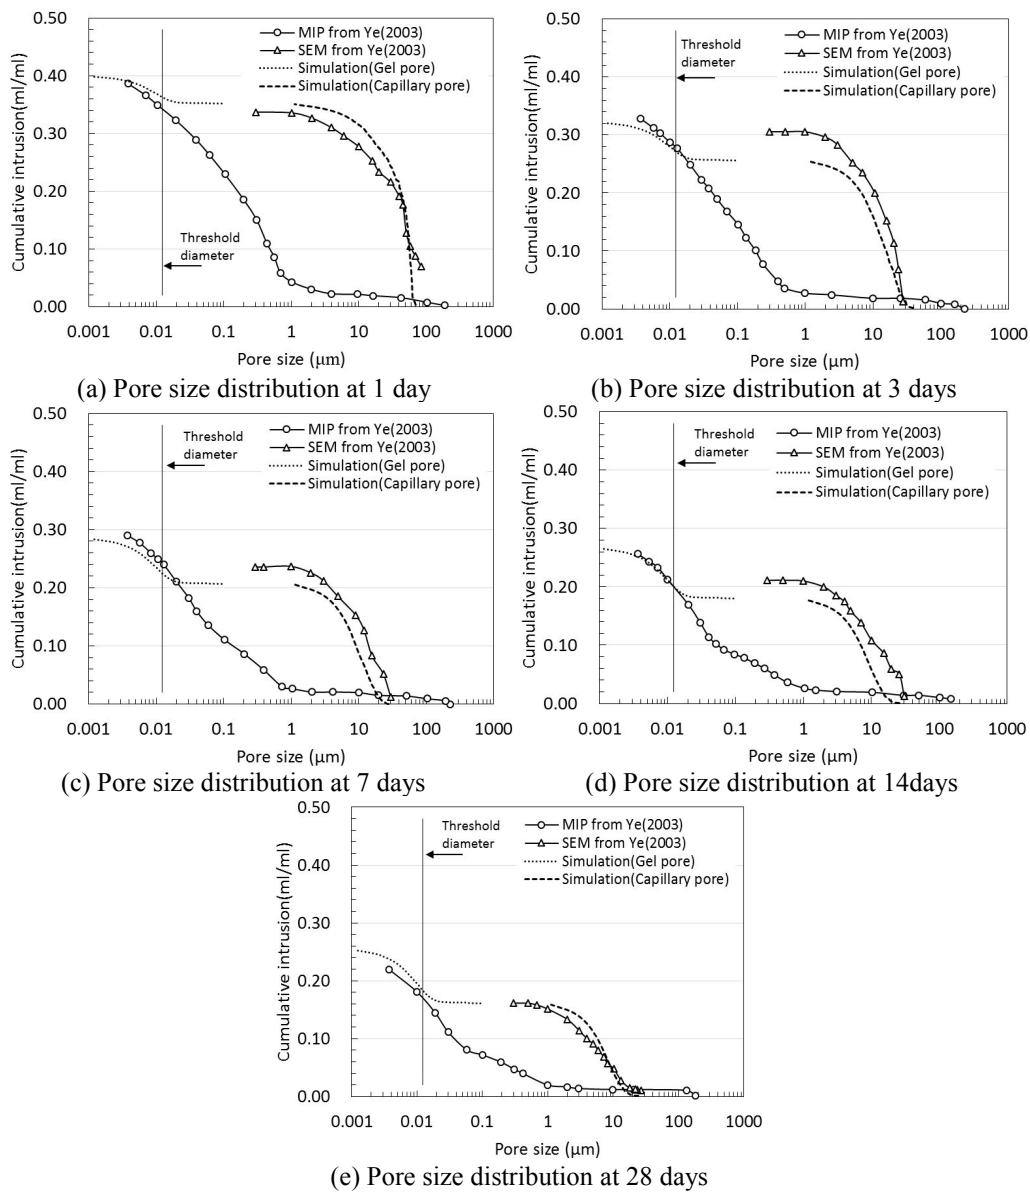 0.50
0.40
0.30
0.20
0.10
0.00
Cumulative intrusion(ml/ml)
MIP from Ye(2003)
SEM from Ye(2003)
Simulation(Gel pore)
Simulation(Capillary pore)
Threshold
diameter
0.001 0.01 0.1 1 10 100 1000
Pore size (μm)
(a) Pore size distribution at 1 day
0.50
0.40
0.30
0.20
0.10
0.00
Cumulative intrusion(ml/ml)
Threshold
diameter
MIP from Ye(2003)
SEM from Ye(2003)
Simulation(Gel pore)
Simulation(Capillary pore)
0.001 0.01 0.1 1 10 100 1000
Pore size (μm)
(b) Pore size distribution at 3 days
0.50
0.40
0.30
0.20
0.10
0.00
Cumulative intrusion(ml/ml)
Threshold
diameter
MIP from Ye(2003)
SEM from Ye(2003)
Simulation(Gel pore)
Simulation(Capillary pore)
0.001 0.01 0.1 1 10 100 1000
Pore size (μm)
(c) Pore size distribution at 7 days
0.50
0.40
0.30
0.20
0.10
0.00
Cumulative intrusion(ml/ml)
Threshold
diameter
MIP from Ye(2003)
SEM from Ye(2003)
Simulation(Gel pore)
Simulation(Capillary pore)
0.001 0.01 0.1 1 10 100 1000
Pore size (μm)
(d) Pore size distribution at 14days
0.50
0.40
0.30
0.20
0.10
0.00
Cumulative intrusion(ml/ml)
Threshold
diameter
MIP from Ye(2003)
SEM from Ye(2003)
Simulation(Gel pore)
Simulation(Capillary pore)
0.001 0.01 0.1 1 10 100 1000
Pore size (μm)
(e) Pore size distribution at 28 days